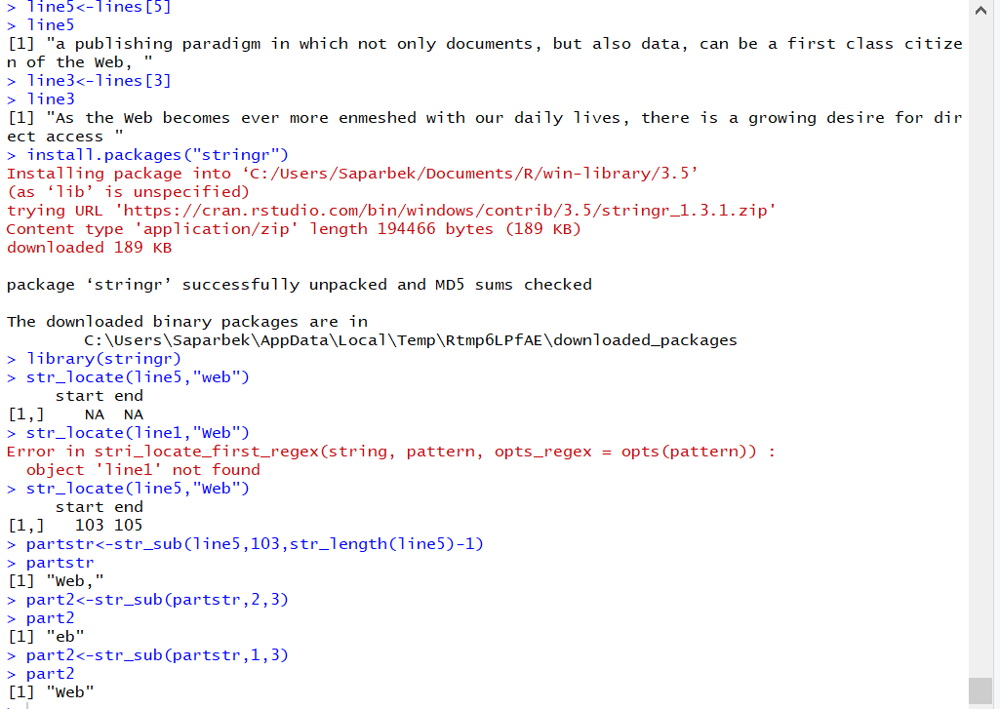 > line5<-lines[5]
> line5
[1] "a publishing paradigm in which not only documents, but also data, can be a first class citize
n of the Web, "
> line3<-lines[3]
> line3
[1] "As the Web becomes ever more enmeshed with our daily lives, there is a growing desire for dir
ect access "
> install.packages("stringr")
Installing package into ‘C:/Users/Saparbek/Documents/R/win-library/3.5’
(as ‘lib’ is unspecified)
trying URL 'https://cran.rstudio.com/bin/windows/contrib/3.5/stringr_1.3.1.zip'
Content type 'application/zip' length 194466 bytes (189 KB)
downloaded 189 KB

package ‘stringr’ successfully unpacked and MD5 sums checked

The downloaded binary packages are in
        C:\Users\Saparbek\AppData\Local\Temp\Rtmp6LPfAE\downloaded_packages
> library(stringr)
> str_locate(line5,"web")
     start end
[1,]    NA  NA
> str_locate(line1,"Web")
Error in stri_locate_first_regex(string, pattern, opts_regex = opts(pattern)) :
  object 'line1' not found
> str_locate(line5,"Web")
     start end
[1,]   103 105
> partstr<-str_sub(line5,103,str_length(line5)-1)
> partstr
[1] "Web,"
> part2<-str_sub(partstr,2,3)
> part2
[1] "eb"
> part2<-str_sub(partstr,1,3)
> part2
[1] "Web"
>